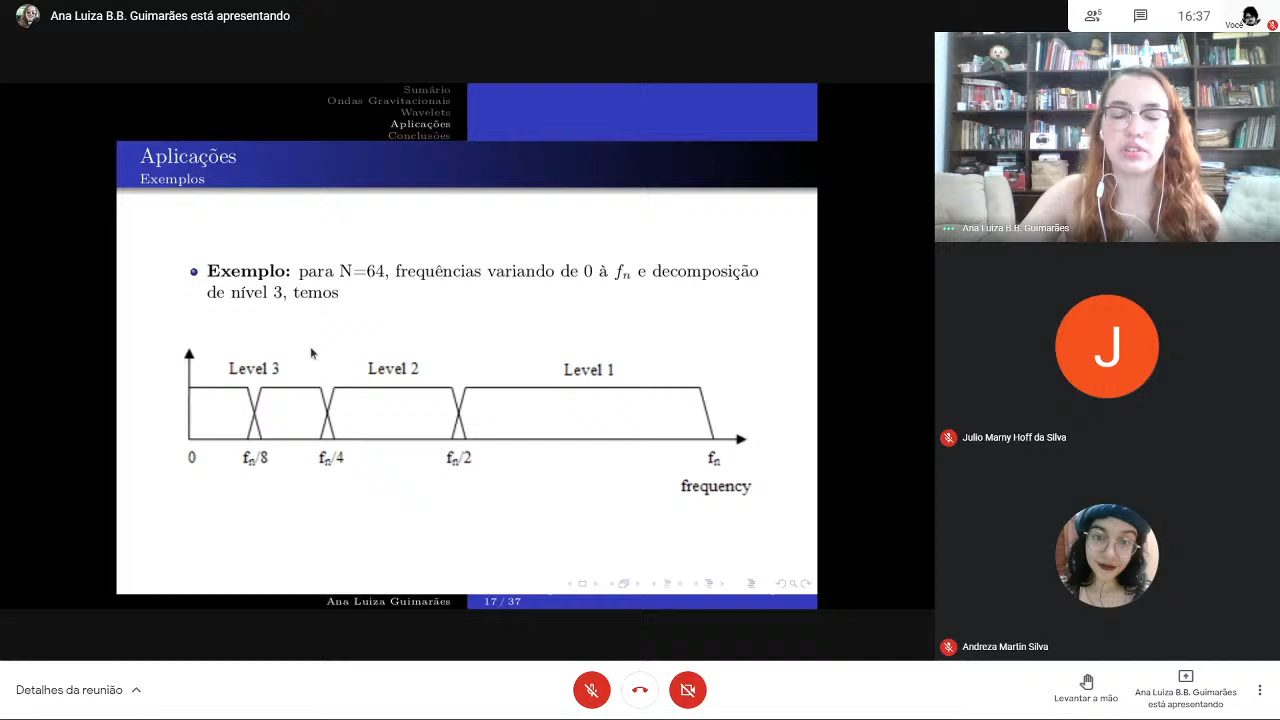 Ana Luiza B.B. Guimarães está apresentando
5
16:37
Você
Sumário
Ondas Gravitacionais
Wavelets
Aplicações
Conclusões
Aplicações
Exemplos
Exemplo: para N=64, frequências variando de 0 à fn e decomposição
de nível 3, temos
Level 3 Level 2 Level 1
0 fn/8 fn/4 fn/2 fn
frequency
Ana Luiza Guimarães 17 / 37
Ana Luiza B.B. Guimarães
J
Julio Marny Hoff da Silva
Andreza Martin Silva
Detalhes da reunião
Levantar a mão
Ana Luiza B.B. Guimarães
está apresentando